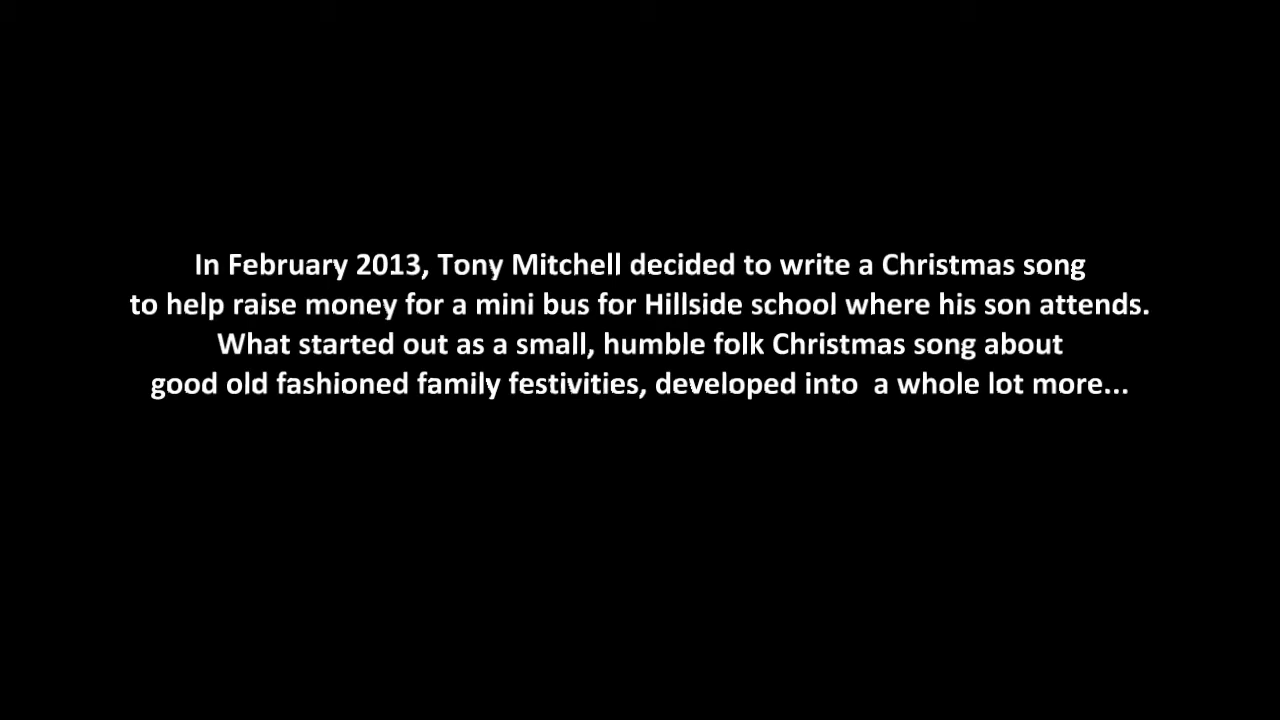 In February 2013, Tony Mitchell decided to write a Christmas song
to help raise money for a mini bus for Hillside school where his son attends.
What started out as a small, humble folk Christmas song about
good old fashioned family festivities, developed into  a whole lot more...